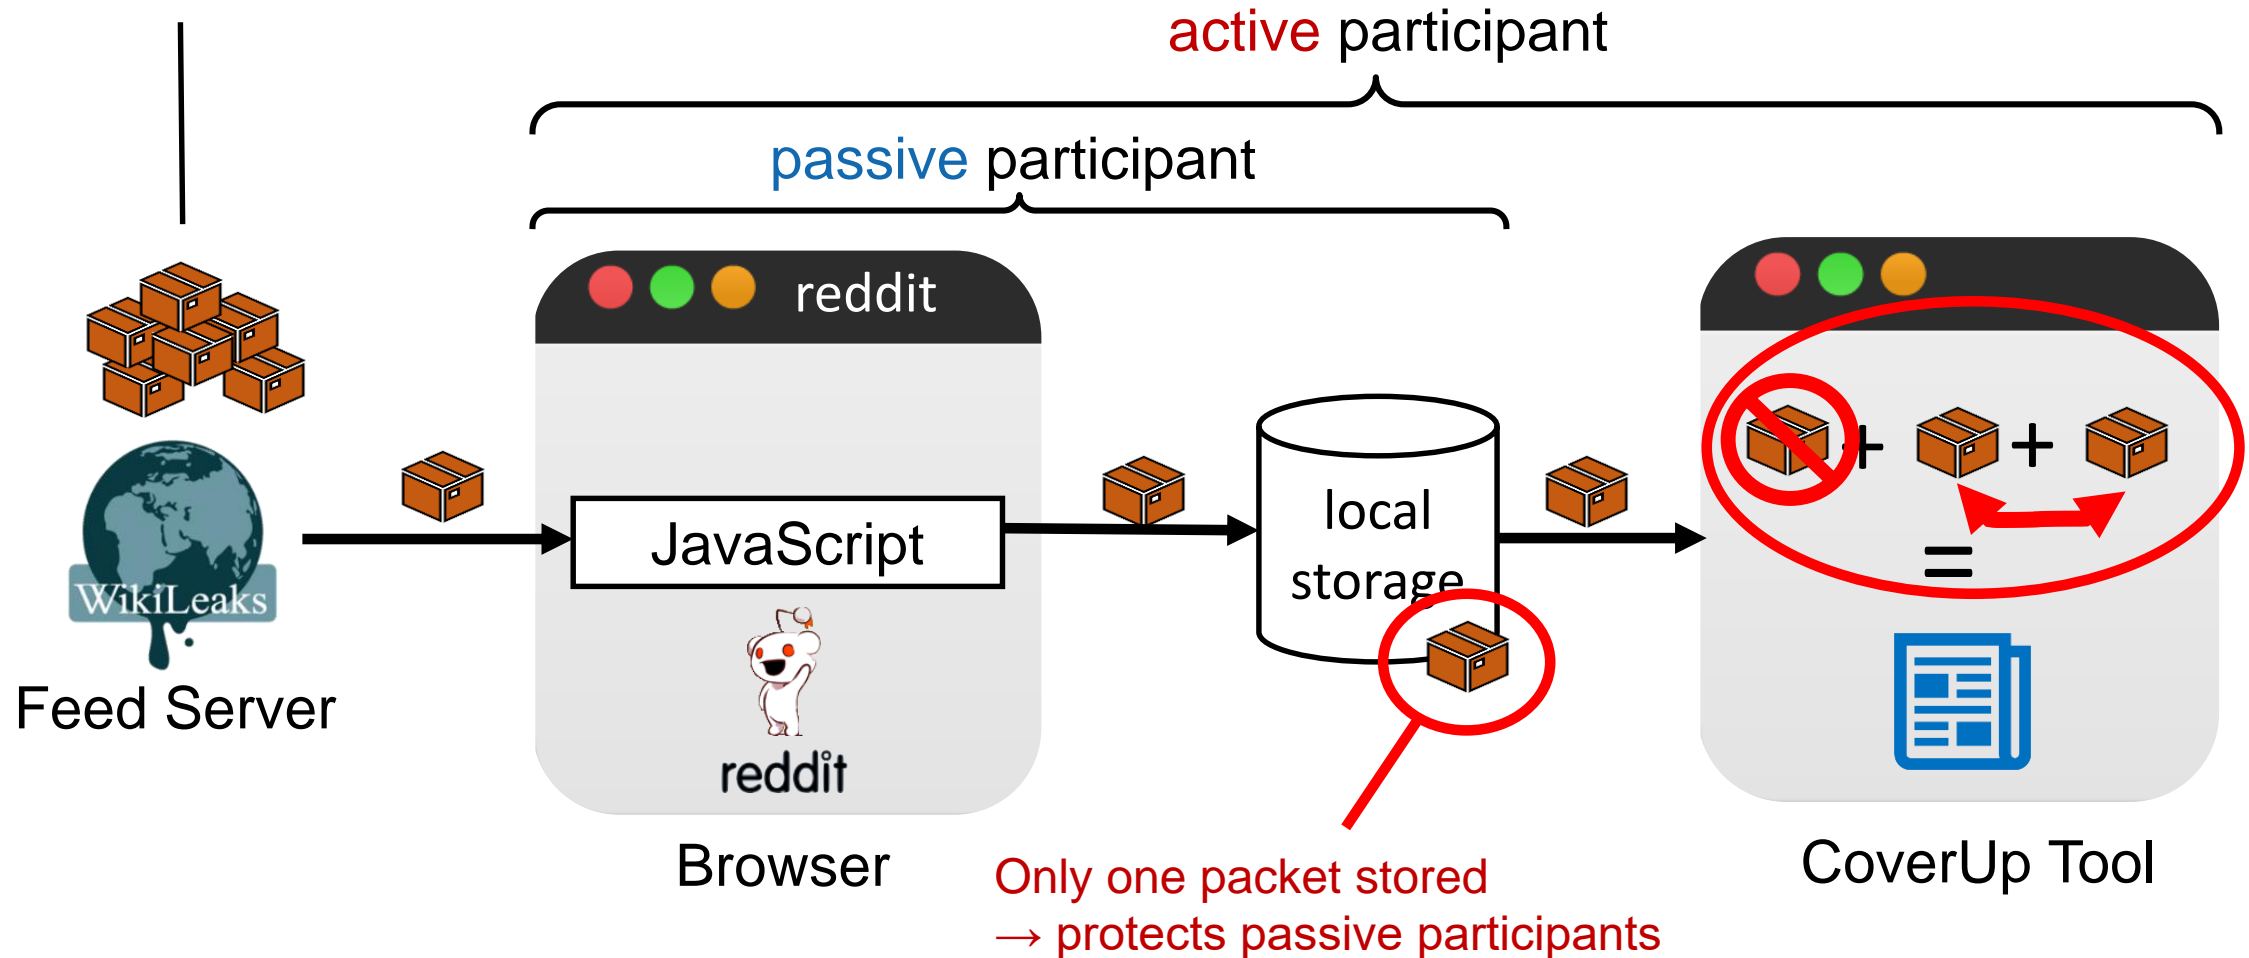 active participant
passive participant
reddit
JavaScript
local
storage
WikiLeaks
Feed Server
reddit
Browser
CoverUp Tool
Only one packet stored
→ protects passive participants
+
+
=